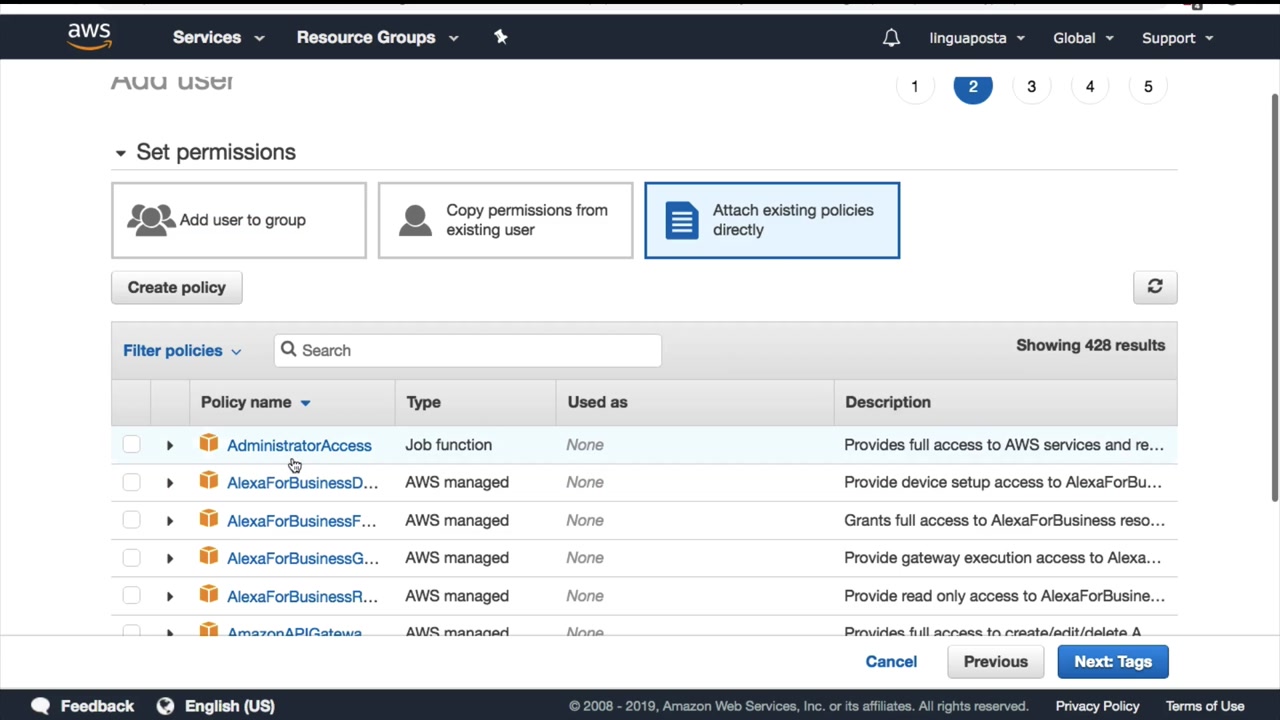 aws Services Resource Groups linguaposta Global Support
Add user 1 2 3 4 5
Set permissions
Add user to group
Copy permissions from
existing user
Attach existing policies
directly
Create policy
Filter policies Search Showing 428 results
Policy name Type Used as Description
AdministratorAccess Job function None Provides full access to AWS services and re...
AlexaForBusinessD... AWS managed None Provide device setup access to AlexaForBu...
AlexaForBusinessF... AWS managed None Grants full access to AlexaForBusiness reso...
AlexaForBusinessG... AWS managed None Provide gateway execution access to Alexa...
AlexaForBusinessR... AWS managed None Provide read only access to AlexaForBusine...
AmazonAPIGatewa AWS managed None Provides full access to create/edit/delete A
Cancel Previous Next: Tags
Feedback English (US) © 2008 - 2019, Amazon Web Services, Inc. or its affiliates. All rights reserved. Privacy Policy Terms of Use